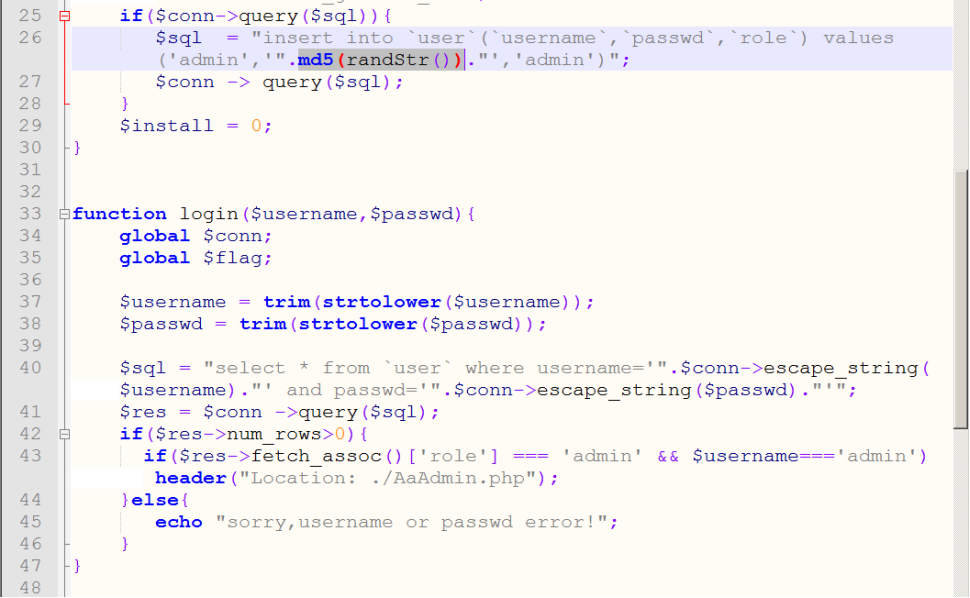 25 if($conn->query($sql)){
26 $sql = "insert into `user`(`username`,`passwd`,`role`) values
('admin','".md5(randStr())."','admin')";
27 $conn -> query($sql);
28 }
29 $install = 0;
30 }
31
32
33 function login($username,$passwd){
34 global $conn;
35 global $flag;
36
37 $username = trim(strtolower($username));
38 $passwd = trim(strtolower($passwd));
39
40 $sql = "select * from `user` where username='".$conn->escape_string(
$username)."' and passwd='".$conn->escape_string($passwd)."'";
41 $res = $conn ->query($sql);
42 if($res->num_rows>0){
43 if($res->fetch_assoc()['role'] === 'admin' && $username==='admin')
header("Location: ./AaAdmin.php");
44 }else{
45 echo "sorry,username or passwd error!";
46 }
47 }
48